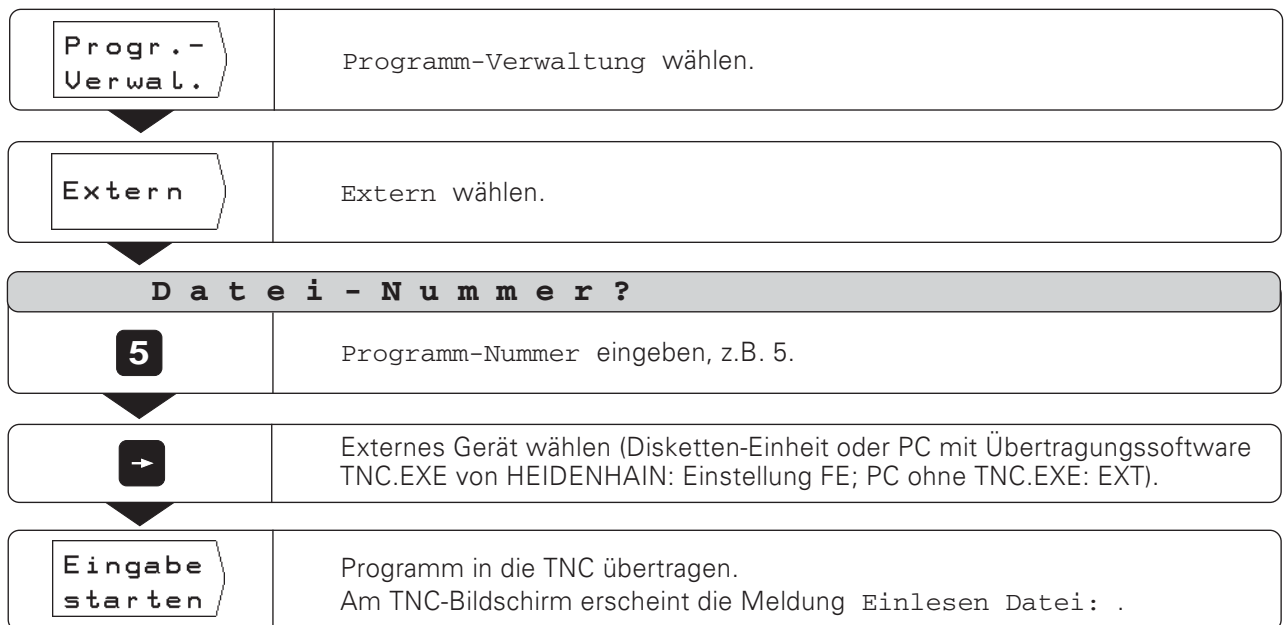 Progr.-
Verwal.
Programm-Verwaltung wählen.
Extern
Extern wählen.
Datei-Nummer?
5
Programm-Nummer eingeben, z.B. 5.
Externes Gerät wählen (Disketten-Einheit oder PC mit Übertragungssoftware
TNC.EXE von HEIDENHAIN: Einstellung FE; PC ohne TNC.EXE: EXT).
Eingabe
starten
Programm in die TNC übertragen.
Am TNC-Bildschirm erscheint die Meldung Einlesen Datei: .